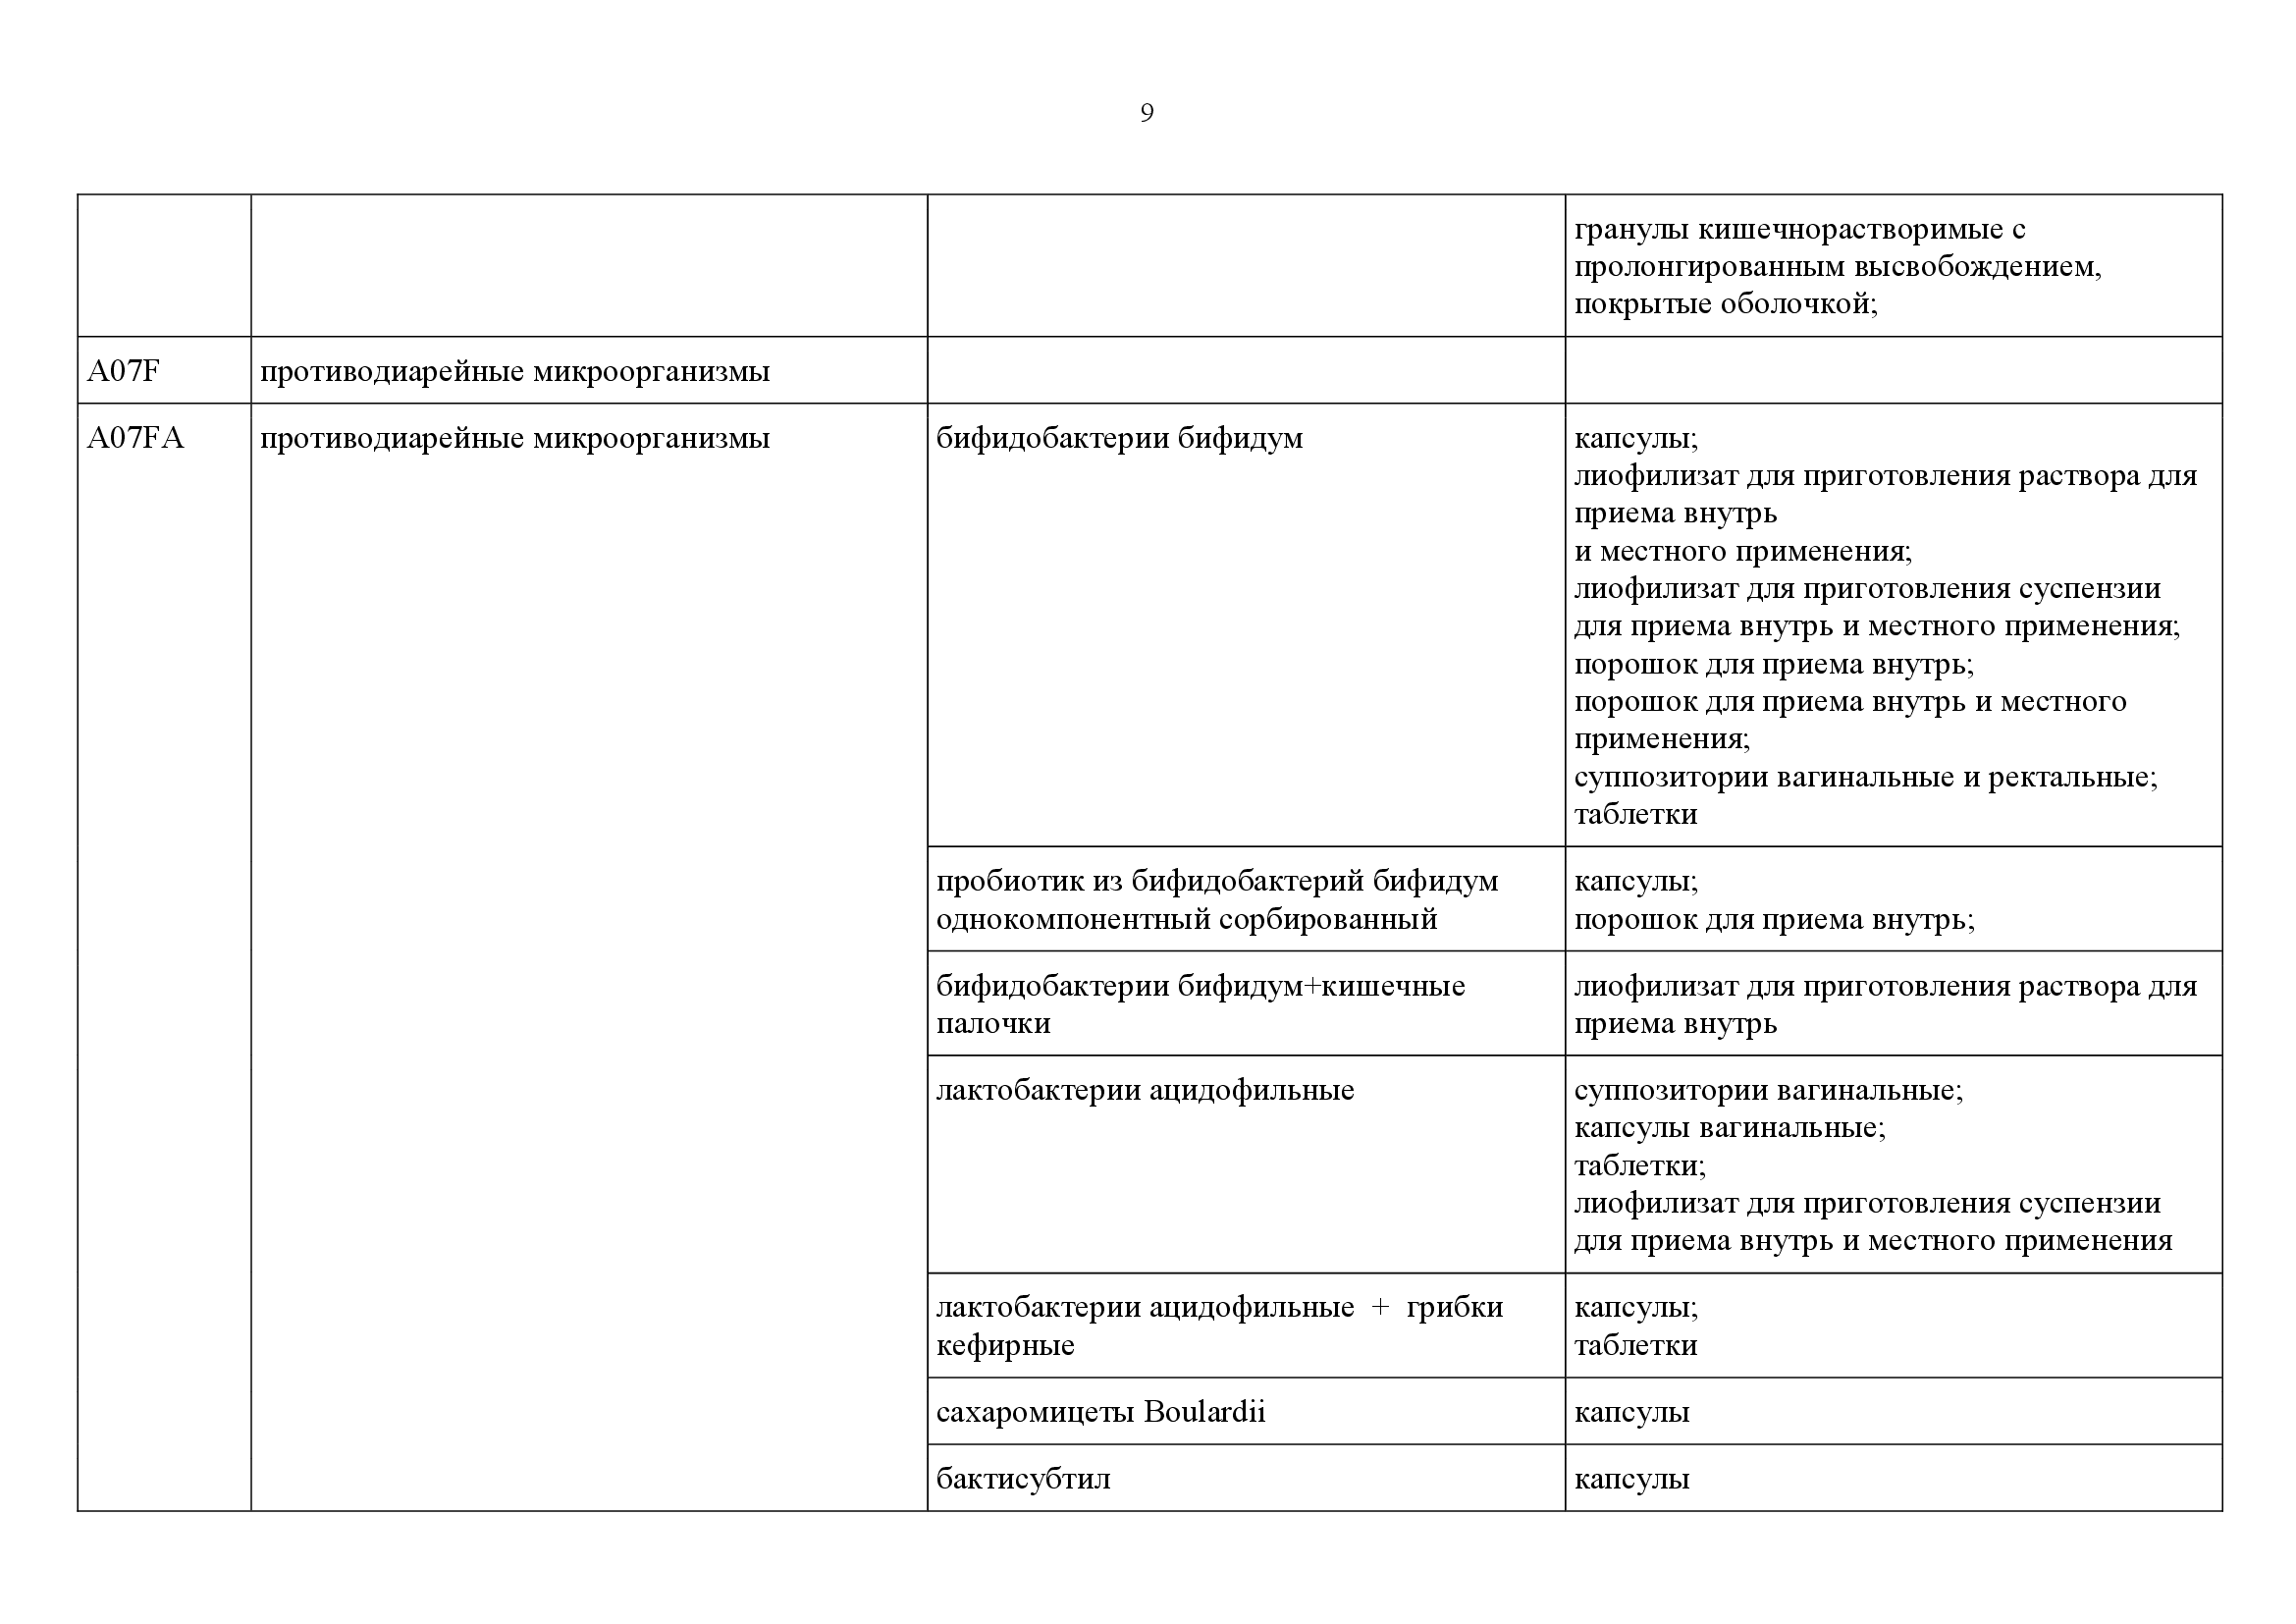 9
гранулы кишечнорастворимые с
пролонгированным высвобождением,
покрытые оболочкой;
A07F
противодиарейные микроорганизмы
A07FA
противодиарейные микроорганизмы
бифидобактерии бифидум
капсулы;
лиофилизат для приготовления раствора для
приема внутрь
и местного применения;
лиофилизат для приготовления суспензии
для приема внутрь и местного применения;
порошок для приема внутрь;
порошок для приема внутрь и местного
применения;
суппозитории вагинальные и ректальные;
таблетки
пробиотик из бифидобактерий бифидум
однокомпонентный сорбированный
капсулы;
порошок для приема внутрь;
бифидобактерии бифидум+кишечные
палочки
лиофилизат для приготовления раствора для
приема внутрь
лактобактерии ацидофильные
суппозитории вагинальные;
капсулы вагинальные;
таблетки;
лиофилизат для приготовления суспензии
для приема внутрь и местного применения
лактобактерии ацидофильные + грибки
кефирные
капсулы;
таблетки
сахаромицеты Boulardii
капсулы
бактисубтил
капсулы